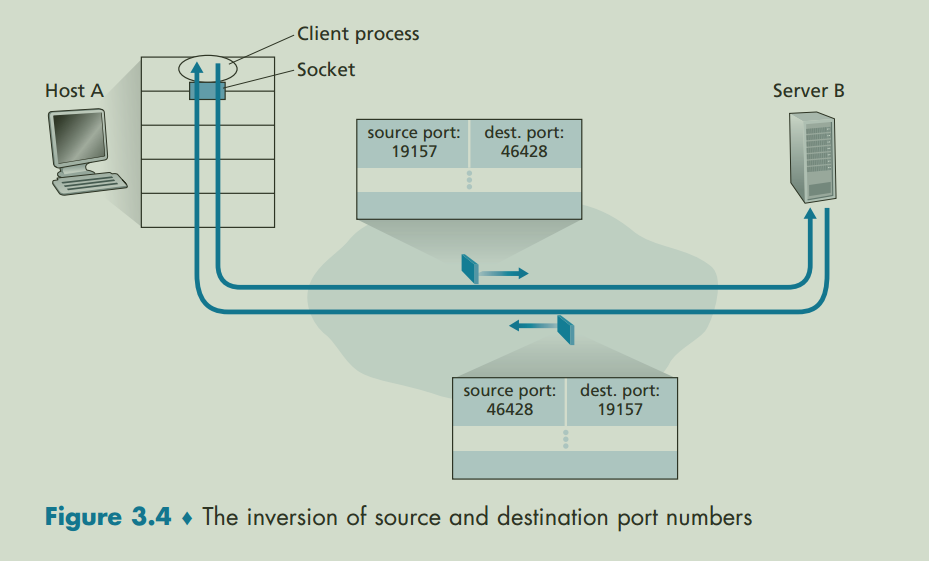 Client process
Socket
Host A
Server B
source port: dest. port:
19157 46428
source port: dest. port:
46428 19157
Figure 3.4 ♦ The inversion of source and destination port numbers